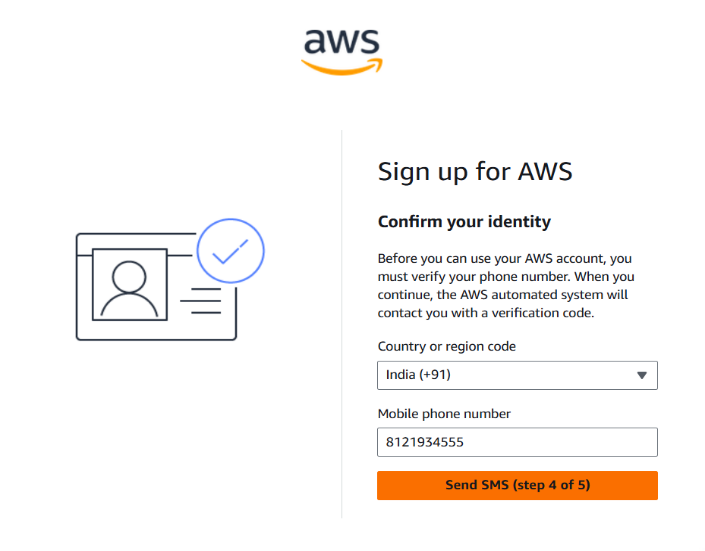 aws
Sign up for AWS
Confirm your identity
Before you can use your AWS account, you
must verify your phone number. When you
continue, the AWS automated system will
contact you with a verification code.
Country or region code
India (+91)
Mobile phone number
8121934555
Send SMS (step 4 of 5)